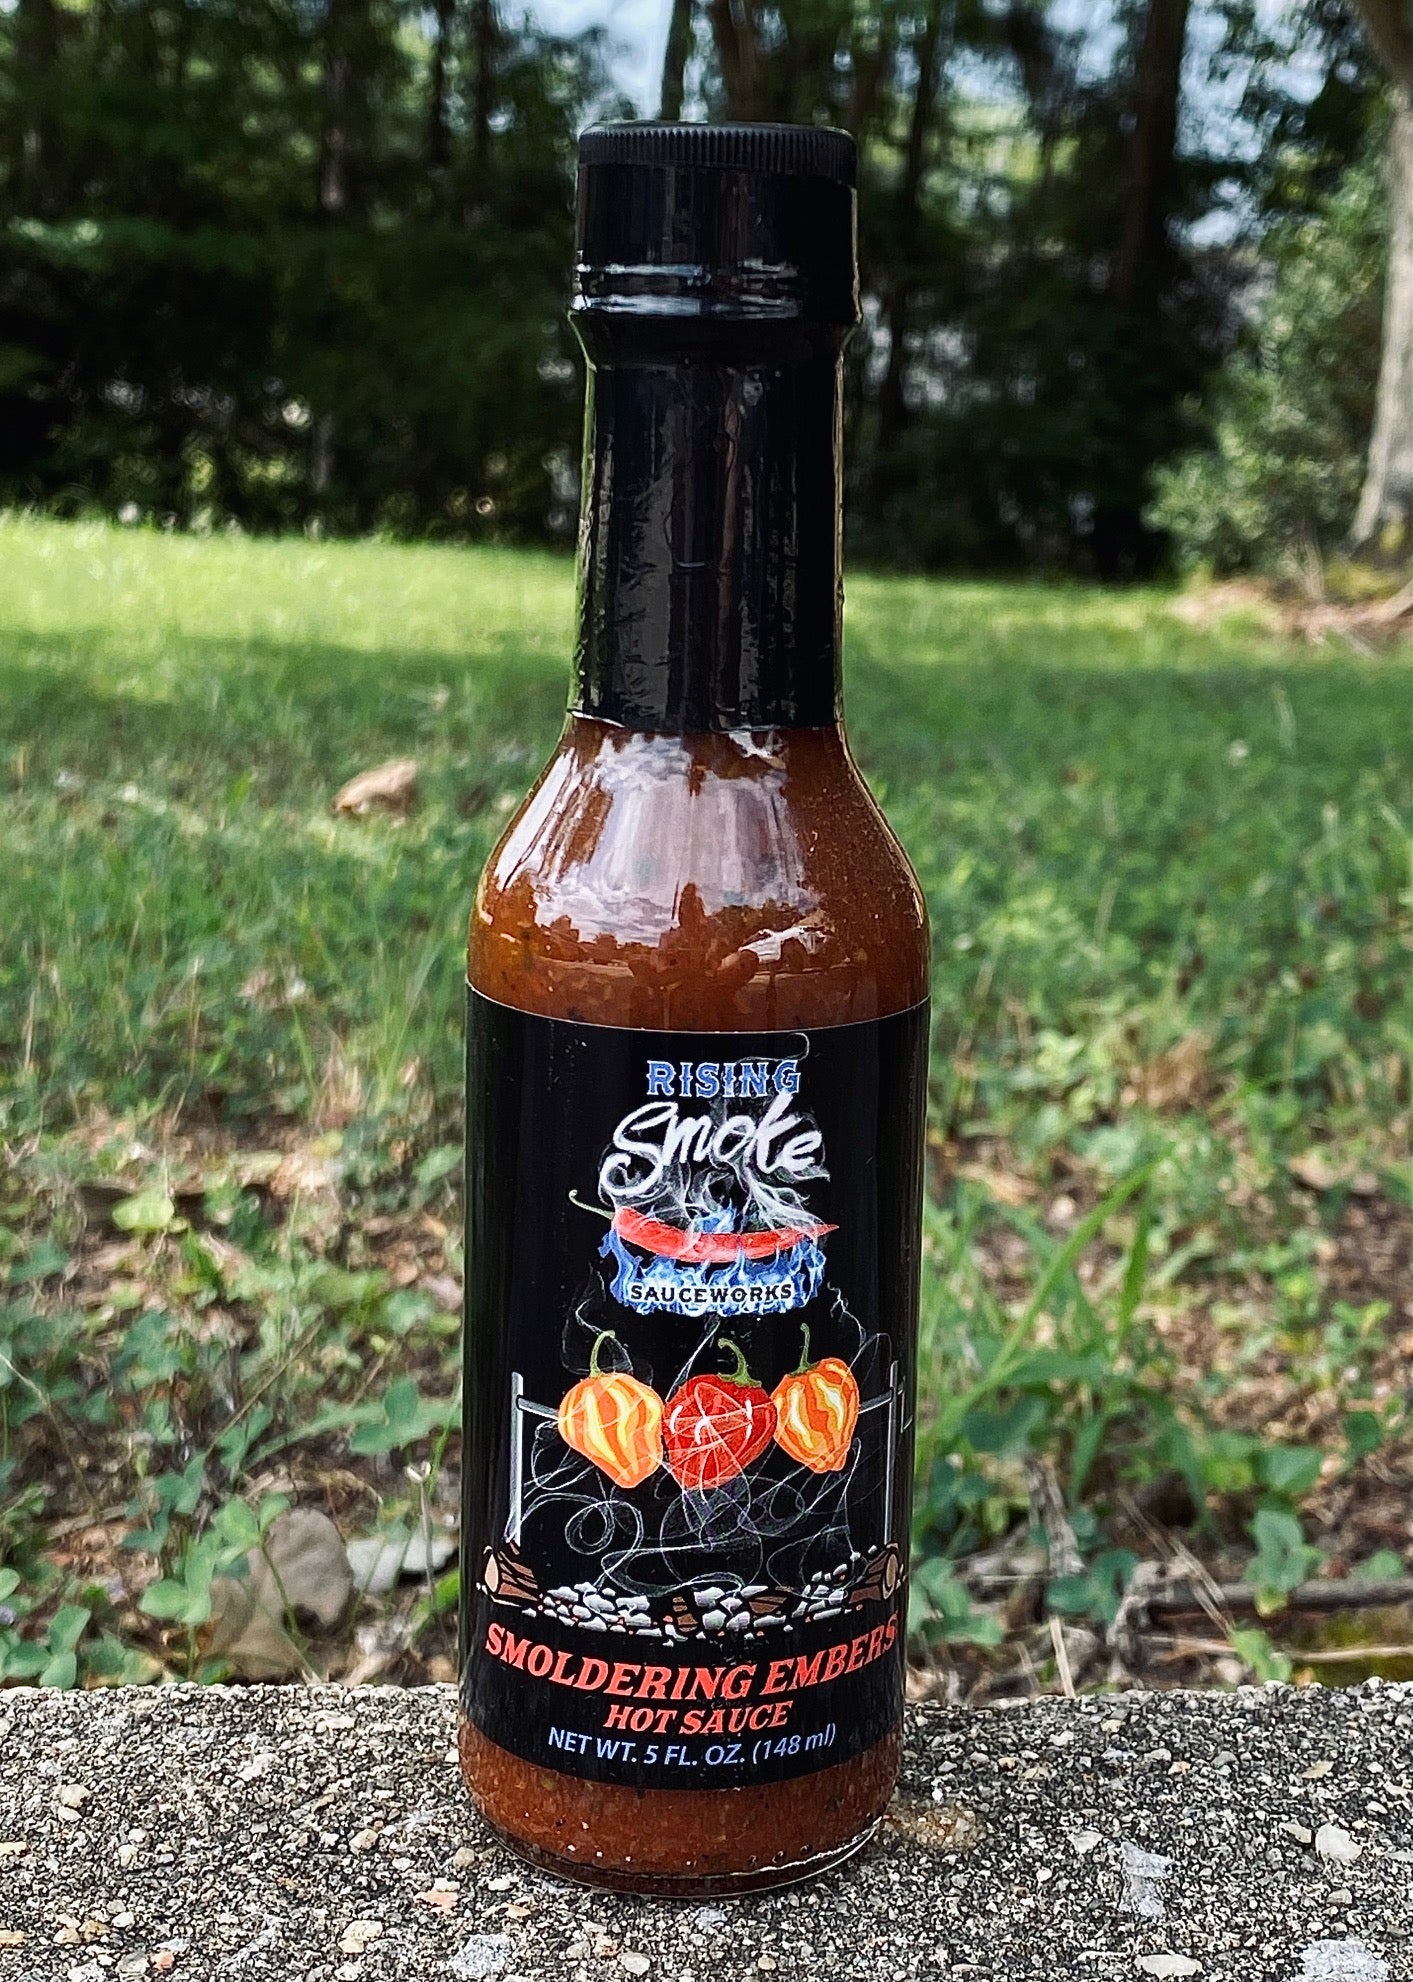 RISING
Smoke
SAUCEWORKS
SMOLDERING EMBERS
HOT SAUCE
NET WT. 5 FL. OZ. (148 ml)